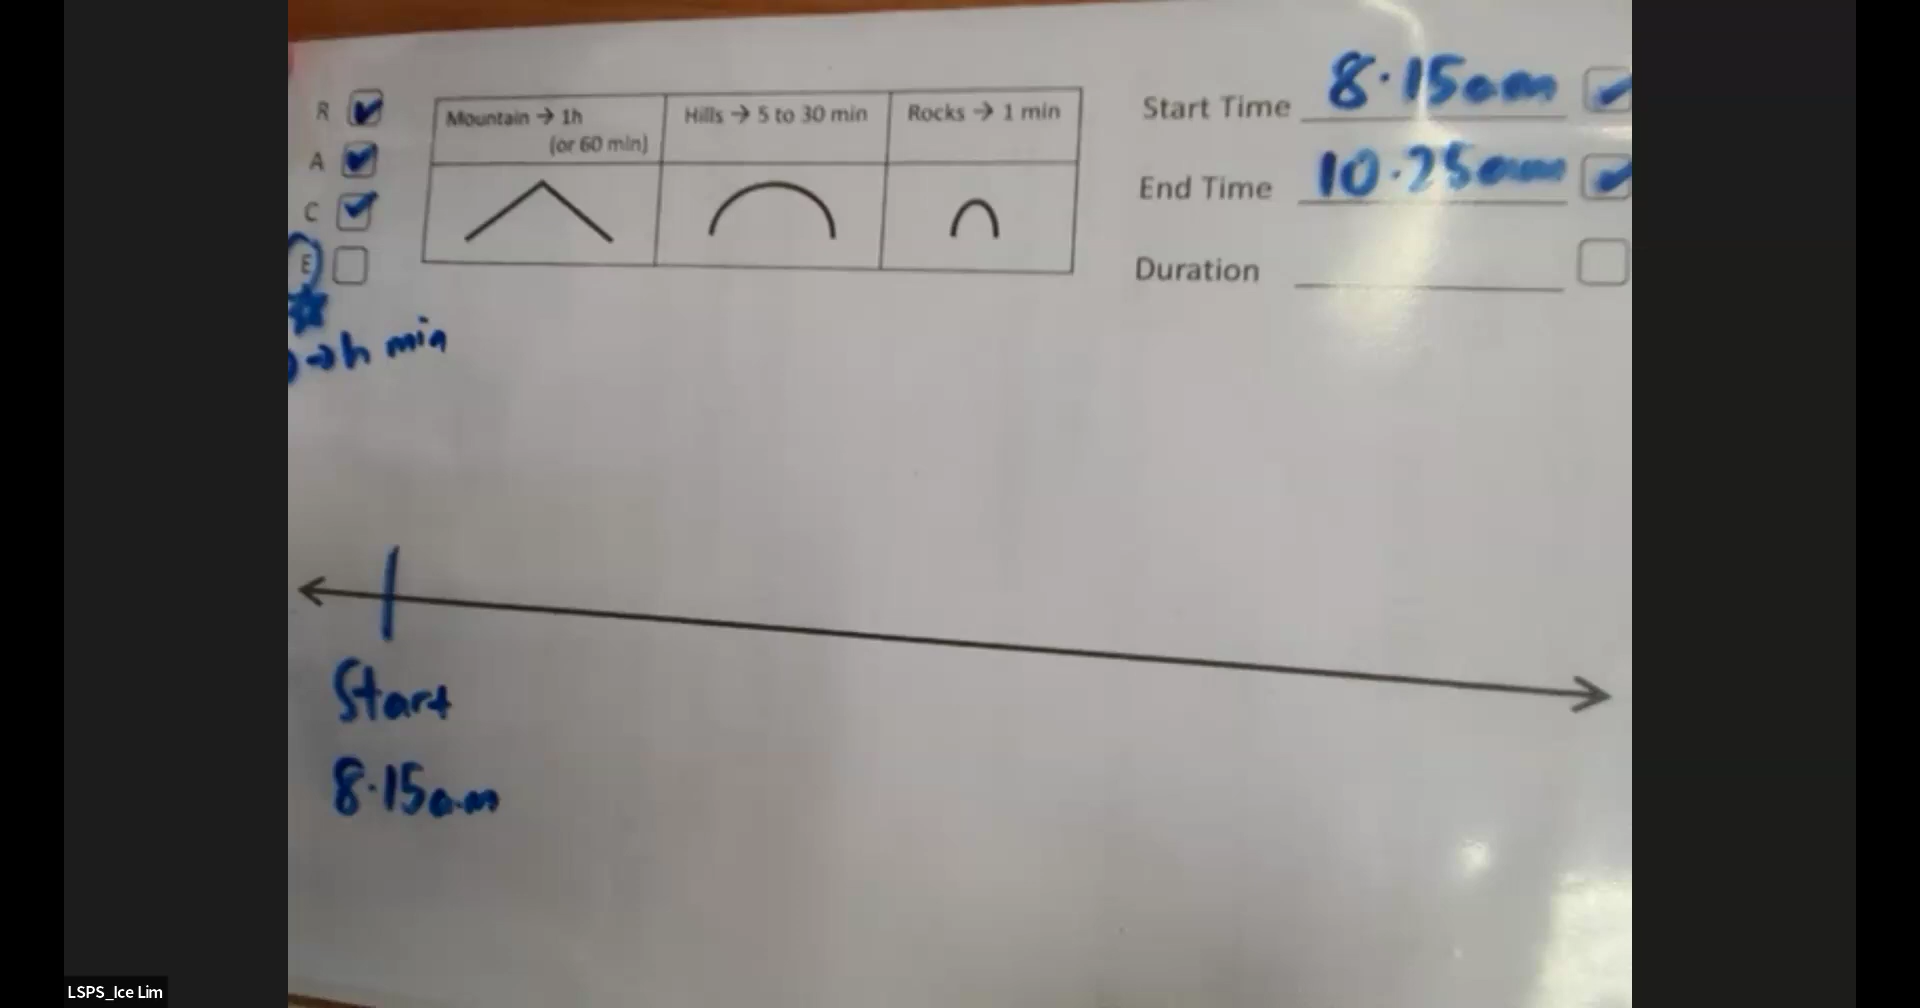 R
A
C
E
→h min
Mountain → 1h
(or 60 min)
Hills → 5 to 30 min
Rocks → 1 min
Start Time 8.15am
End Time 10.25am
Duration
Start
8.15am
LSPS_Ice Lim